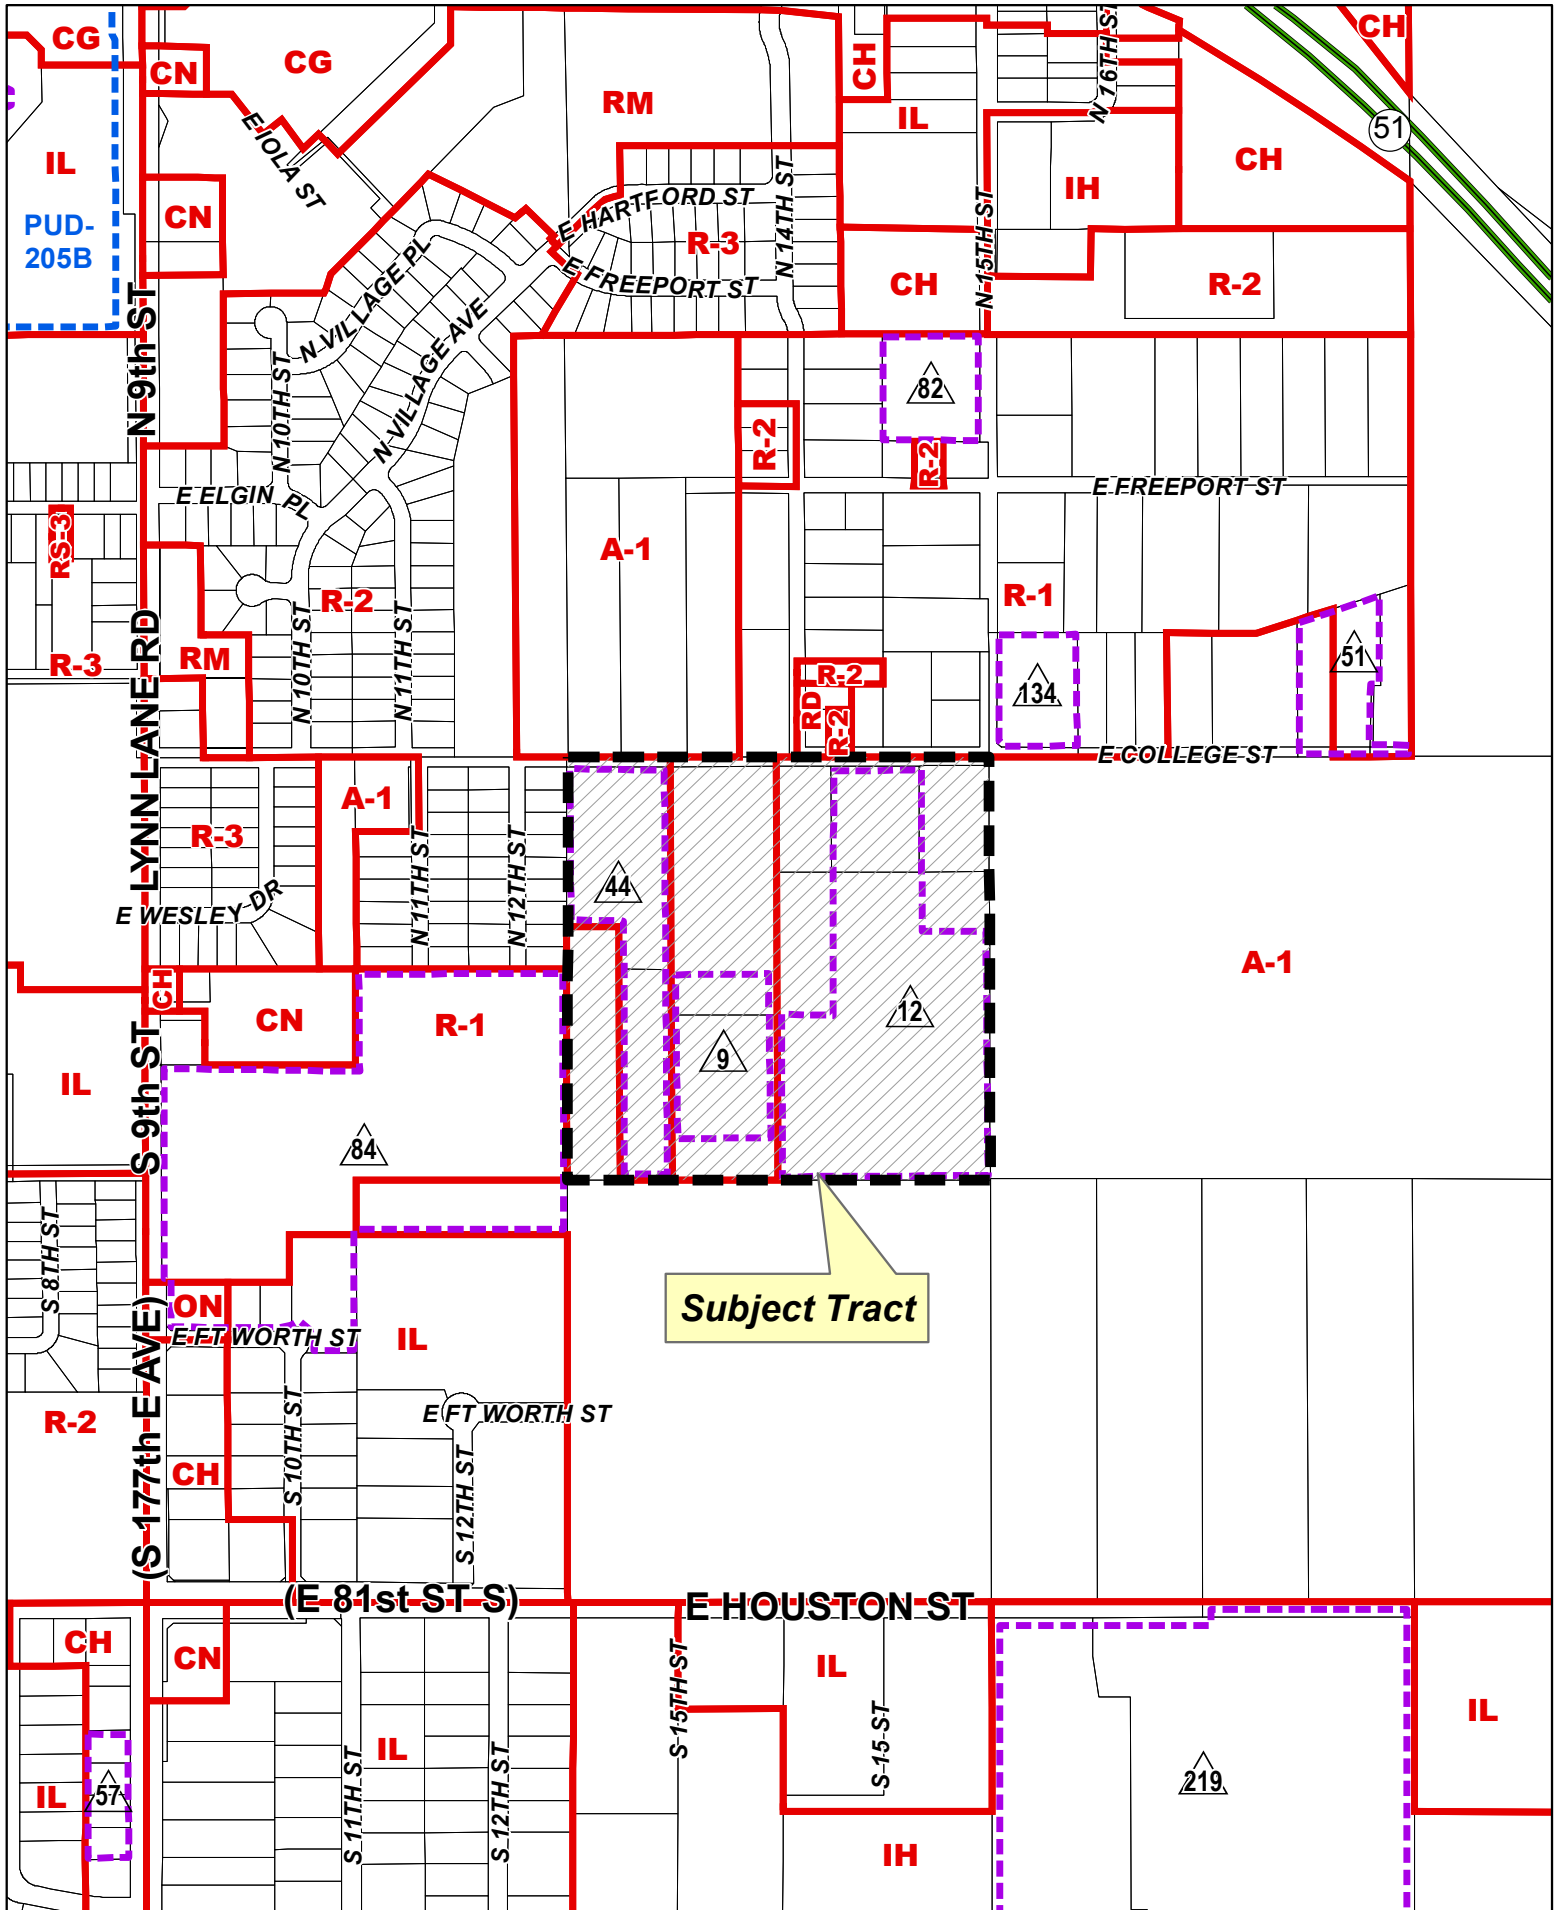 CG
CN
CG
RM
CH
IL
N 16TH ST
CH
51
CH
IL
CN
PUD-
205B
E IOLA ST
E HARTFORD ST
R-3
N 14TH ST
N 15TH ST
IH
E FREEPORT ST
CH
R-2
N 9th ST
N VILLAGE PL
N VILLAGE AVE
N 10TH ST
82
R-2
R-2
E ELGIN PL
E FREEPORT ST
RS-3
A-1
R-1
R-2
R-3
RM
N 10TH ST
N 11TH ST
R-2
RD
R-2
134
51
LYNN LANE RD
E COLLEGE ST
A-1
R-3
N 11TH ST
N 12TH ST
44
E WESLEY DR
A-1
CH
CN
R-1
12
9
S 9th ST
IL
84
S 8TH ST
ON
E FT WORTH ST
IL
Subject Tract
(S 177th E AVE)
R-2
S 10TH ST
E FT WORTH ST
CH
S 12TH ST
(E 81st ST S)
E HOUSTON ST
CH
CN
IL
S 15TH ST
S 15 ST
IL
IL
57
IL
S 11TH ST
S 12TH ST
219
IH